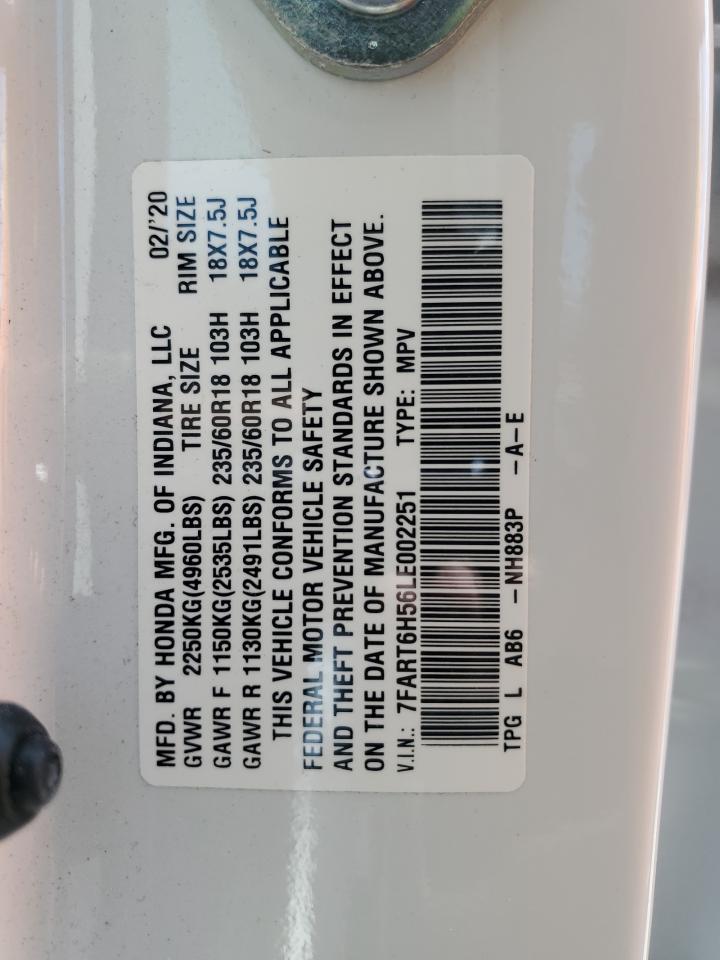 MFD. BY HONDA MFG. OF INDIANA, LLC 02/'20
GVWR 2250KG(4960LBS) TIRE SIZE RIM SIZE
GAWR F 1150KG(2535LBS) 235/60R18 103H 18X7.5J
GAWR R 1130KG(2491LBS) 235/60R18 103H 18X7.5J
THIS VEHICLE CONFORMS TO ALL APPLICABLE
FEDERAL MOTOR VEHICLE SAFETY
AND THEFT PREVENTION STANDARDS IN EFFECT
ON THE DATE OF MANUFACTURE SHOWN ABOVE.
V.I.N.: 7FART6H56LE002251 TYPE: MPV
TPG L AB6 -NH883P -A-E